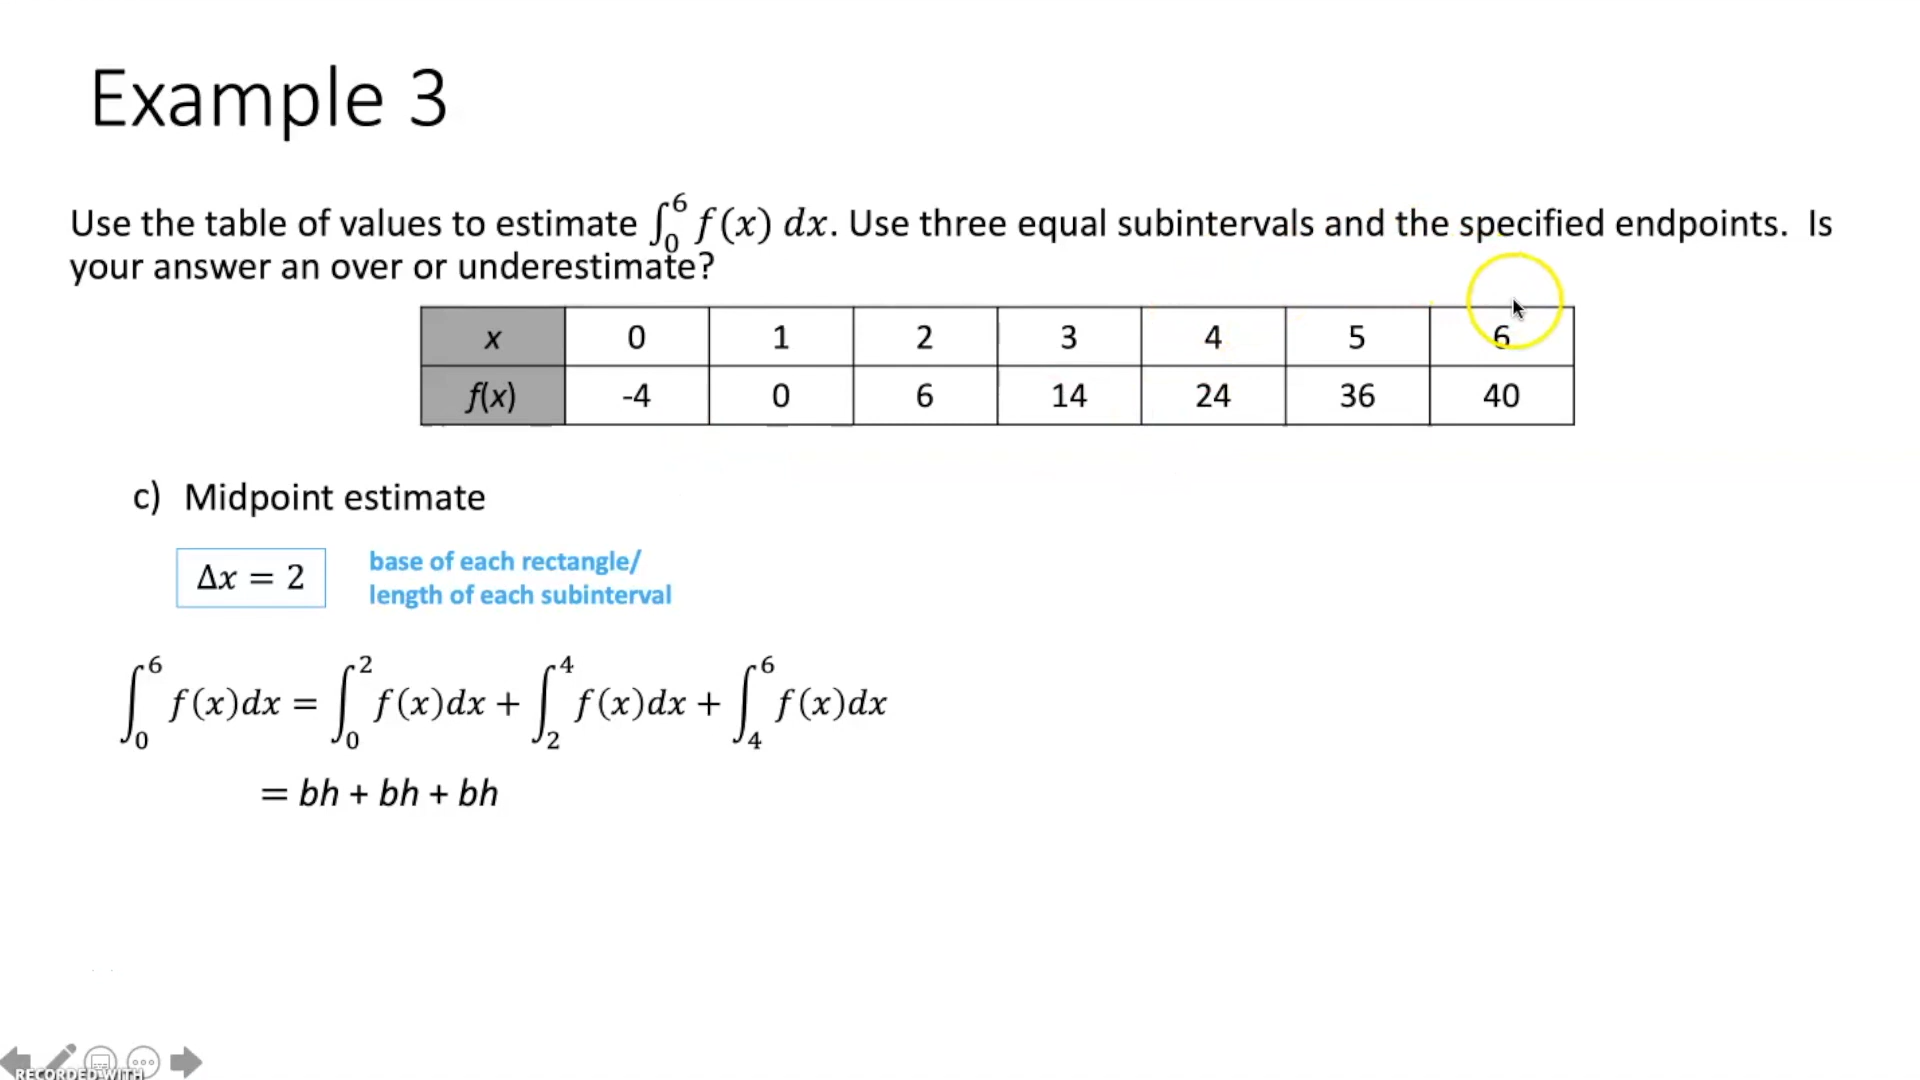 Example 3
Use the table of values to estimate ∫₀⁶ f(x) dx. Use three equal subintervals and the specified endpoints. Is
your answer an over or underestimate?
x 0 1 2 3 4 5 6
f(x) -4 0 6 14 24 36 40
c) Midpoint estimate
Δx = 2
base of each rectangle/
length of each subinterval
∫₀⁶ f(x)dx = ∫₀² f(x)dx + ∫₂⁴ f(x)dx + ∫₄⁶ f(x)dx
= bh + bh + bh
RECORDED WITH